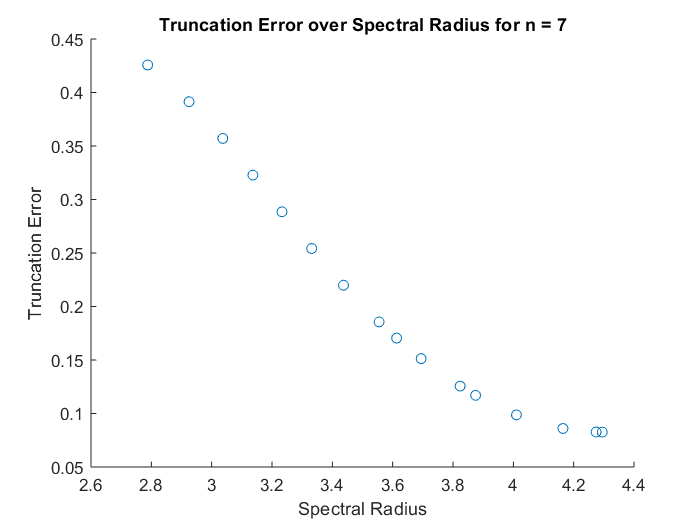 Truncation Error over Spectral Radius for n = 7
0.45
0.4
0.35
0.3
0.25
0.2
0.15
0.1
0.05
Truncation Error
2.6 2.8 3 3.2 3.4 3.6 3.8 4 4.2 4.4
Spectral Radius